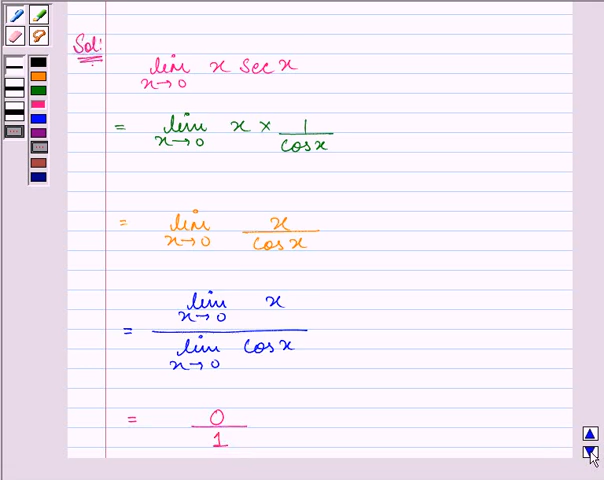 Sol:
lim x→0 x sec x
= lim x→0 x × 1/cos x
= lim x→0 x/cos x
= lim x→0 x / lim x→0 cos x
= 0/1